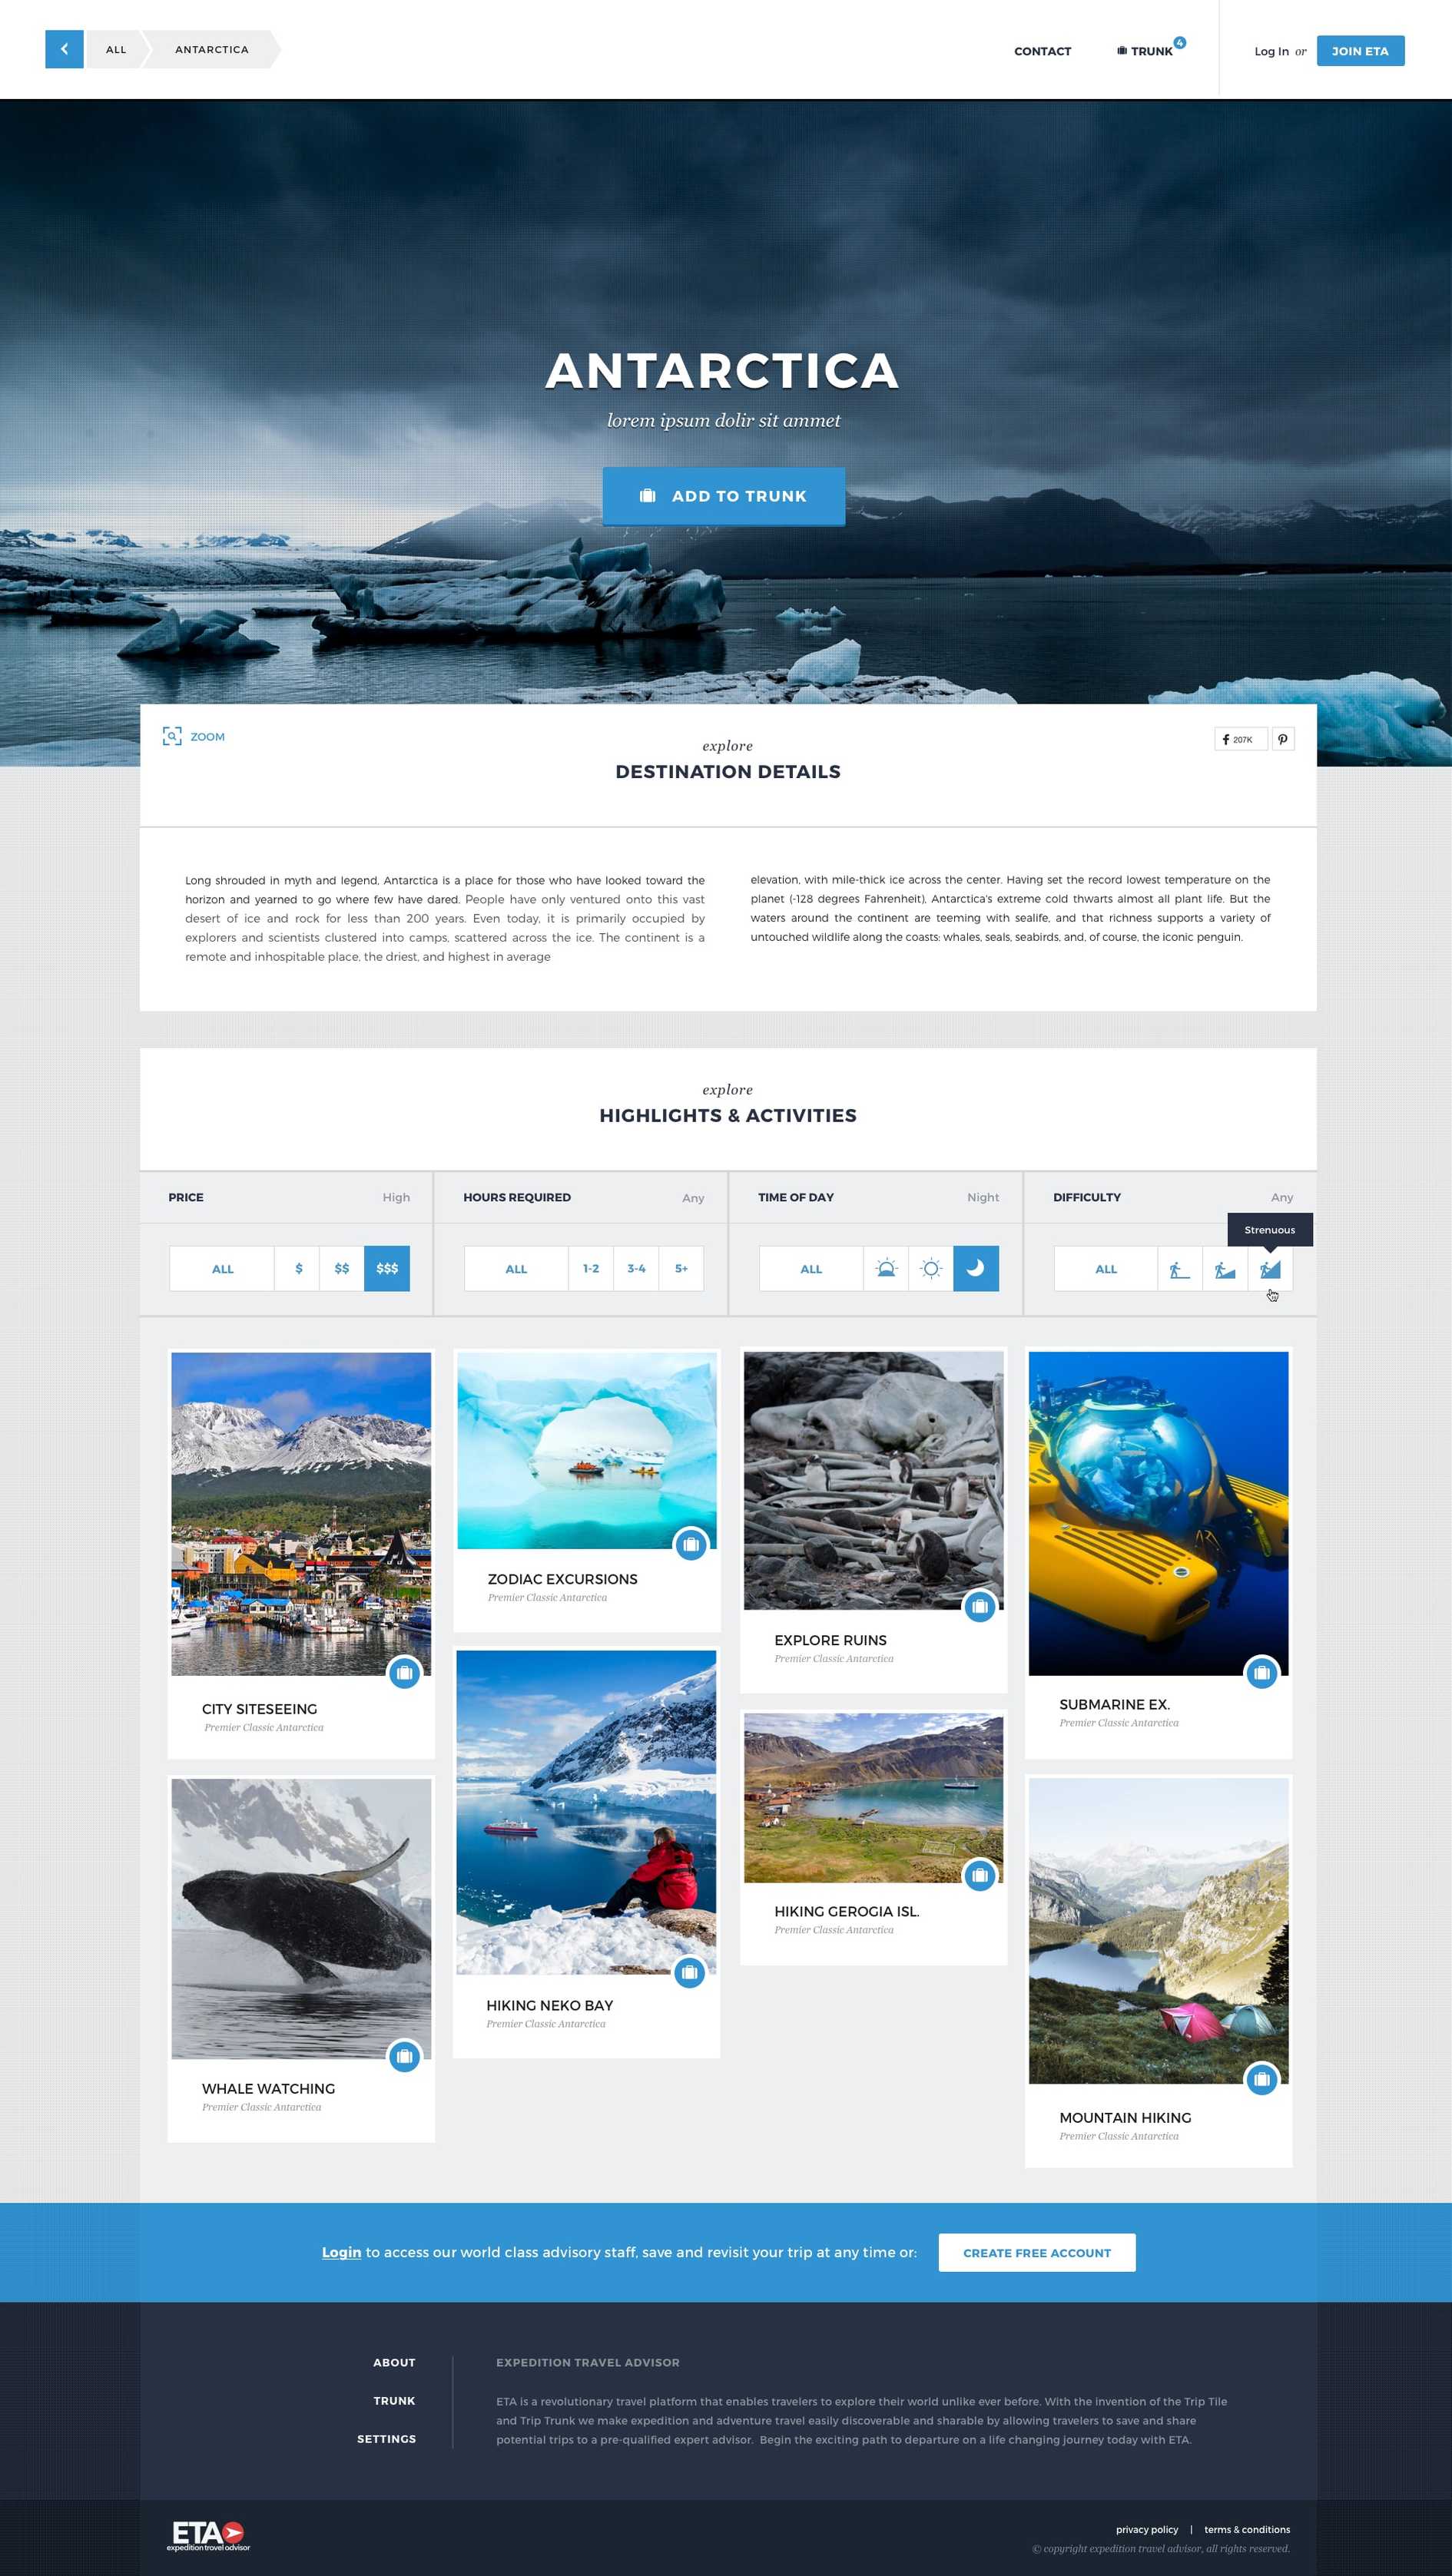 ALL
ANTARCTICA
CONTACT
TRUNK
4
Log In or
JOIN ETA
ANTARCTICA
lorem ipsum dolir sit ammet
ADD TO TRUNK
ZOOM
explore
DESTINATION DETAILS
207K
Long shrouded in myth and legend, Antarctica is a place for those who have looked toward the
horizon and yearned to go where few have dared. People have only ventured onto this vast
desert of ice and rock for less than 200 years. Even today, it is primarily occupied by
explorers and scientists clustered into camps, scattered across the ice. The continent is a
remote and inhospitable place, the driest, and highest in average
elevation, with mile-thick ice across the center. Having set the record lowest temperature on the
planet (-128 degrees Fahrenheit), Antarctica's extreme cold thwarts almost all plant life. But the
waters around the continent are teeming with sealife, and that richness supports a variety of
untouched wildlife along the coasts: whales, seals, seabirds, and, of course, the iconic penguin.
explore
HIGHLIGHTS & ACTIVITIES
PRICE
High
ALL
$
$$
$$$
HOURS REQUIRED
Any
ALL
1-2
3-4
5+
TIME OF DAY
Night
ALL
DIFFICULTY
Any
Strenuous
ALL
CITY SITESEEING
Premier Classic Antarctica
ZODIAC EXCURSIONS
Premier Classic Antarctica
EXPLORE RUINS
Premier Classic Antarctica
SUBMARINE EX.
Premier Classic Antarctica
WHALE WATCHING
Premier Classic Antarctica
HIKING NEKO BAY
Premier Classic Antarctica
HIKING GEROGIA ISL.
Premier Classic Antarctica
MOUNTAIN HIKING
Premier Classic Antarctica
Login to access our world class advisory staff, save and revisit your trip at any time or:
CREATE FREE ACCOUNT
ABOUT
TRUNK
SETTINGS
EXPEDITION TRAVEL ADVISOR
ETA is a revolutionary travel platform that enables travelers to explore their world unlike ever before. With the invention of the Trip Tile
and Trip Trunk we make expedition and adventure travel easily discoverable and sharable by allowing travelers to save and share
potential trips to a pre-qualified expert advisor. Begin the exciting path to departure on a life changing journey today with ETA.
ETA
expedition travel advisor
privacy policy | terms & conditions
© copyright expedition travel advisor, all rights reserved.